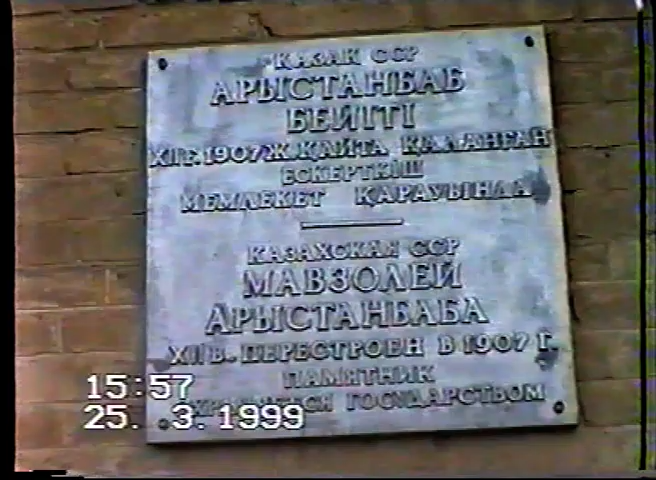 КАЗАК ССР
АРЫСТАНБАБ
БЕЙІТІ
XII Ғ. 1907 Ж. ҚАЙТА ҚАЛАНҒАН
ЕСКЕРТКІШ
МЕМЛЕКЕТ ҚАРАУЫНДА
КАЗАХСКАЯ ССР
МАВЗОЛЕЙ
АРЫСТАНБАБА
XII В. ПЕРЕСТРОЕН В 1907 Г.
ПАМЯТНИК
ГОСУДАРСТВОМ
15:57
25. 3. 1999